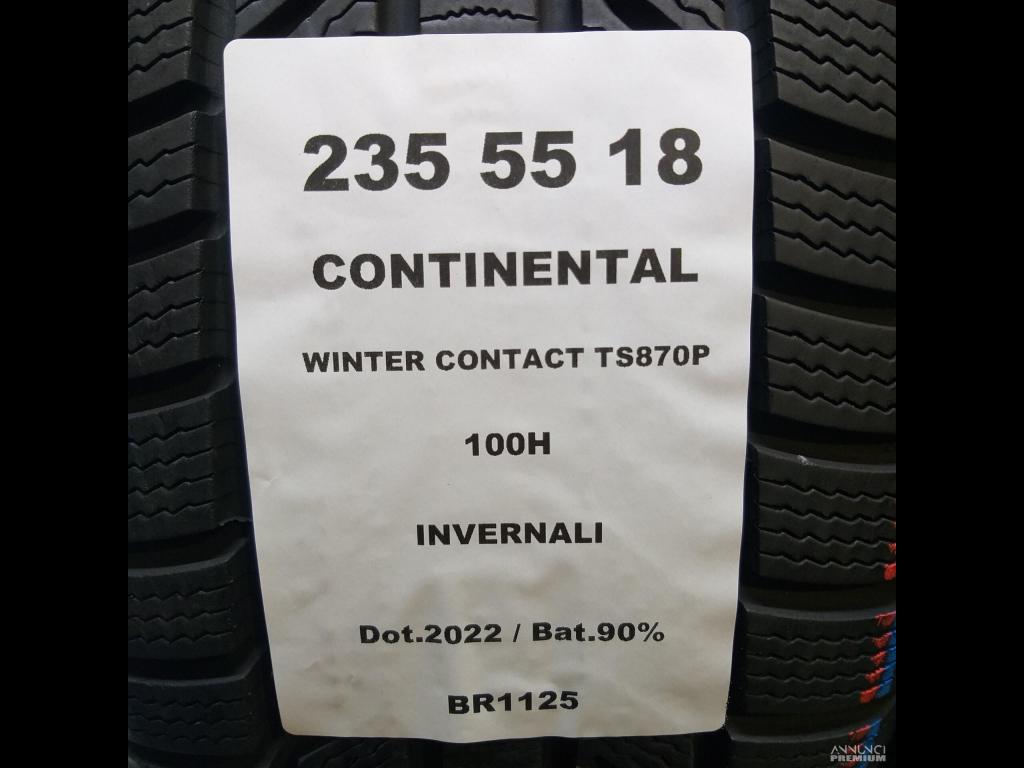 235 55 18
CONTINENTAL
WINTER CONTACT TS870P
100H
INVERNALI
Dot.2022 / Bat.90%
BR1125
ANNUNCI
PREMIUM